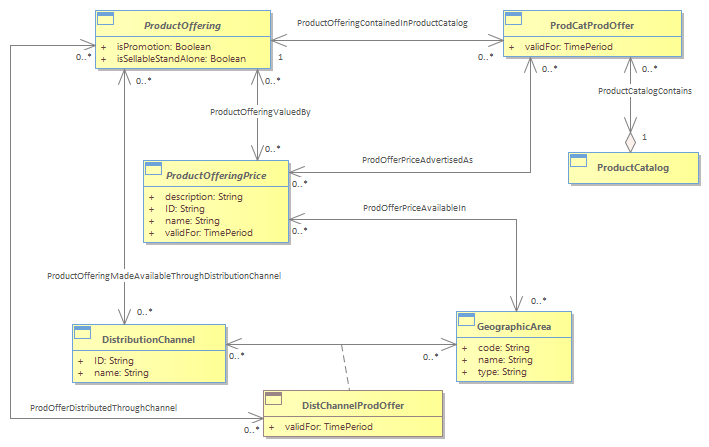 ProductOffering
+ isPromotion: Boolean
+ isSellableStandAlone: Boolean
ProductOfferingContainedInProductCatalog
1
0..*
ProdCatProdOffer
+ validFor: TimePeriod
0..*
0..*
0..*
0..*
0..*
ProductCatalogContains
1
ProductCatalog
ProductOfferingValuedBy
0..*
ProdOfferPriceAdvertisedAs
0..*
ProductOfferingPrice
+ description: String
+ ID: String
+ name: String
+ validFor: TimePeriod
ProdOfferPriceAvailableIn
0..*
ProductOfferingMadeAvailableThroughDistributionChannel
0..*
0..*
DistributionChannel
+ ID: String
+ name: String
0..*
0..*
GeographicArea
+ code: String
+ name: String
+ type: String
ProdOfferDistributedThroughChannel
0..*
DistChannelProdOffer
+ validFor: TimePeriod